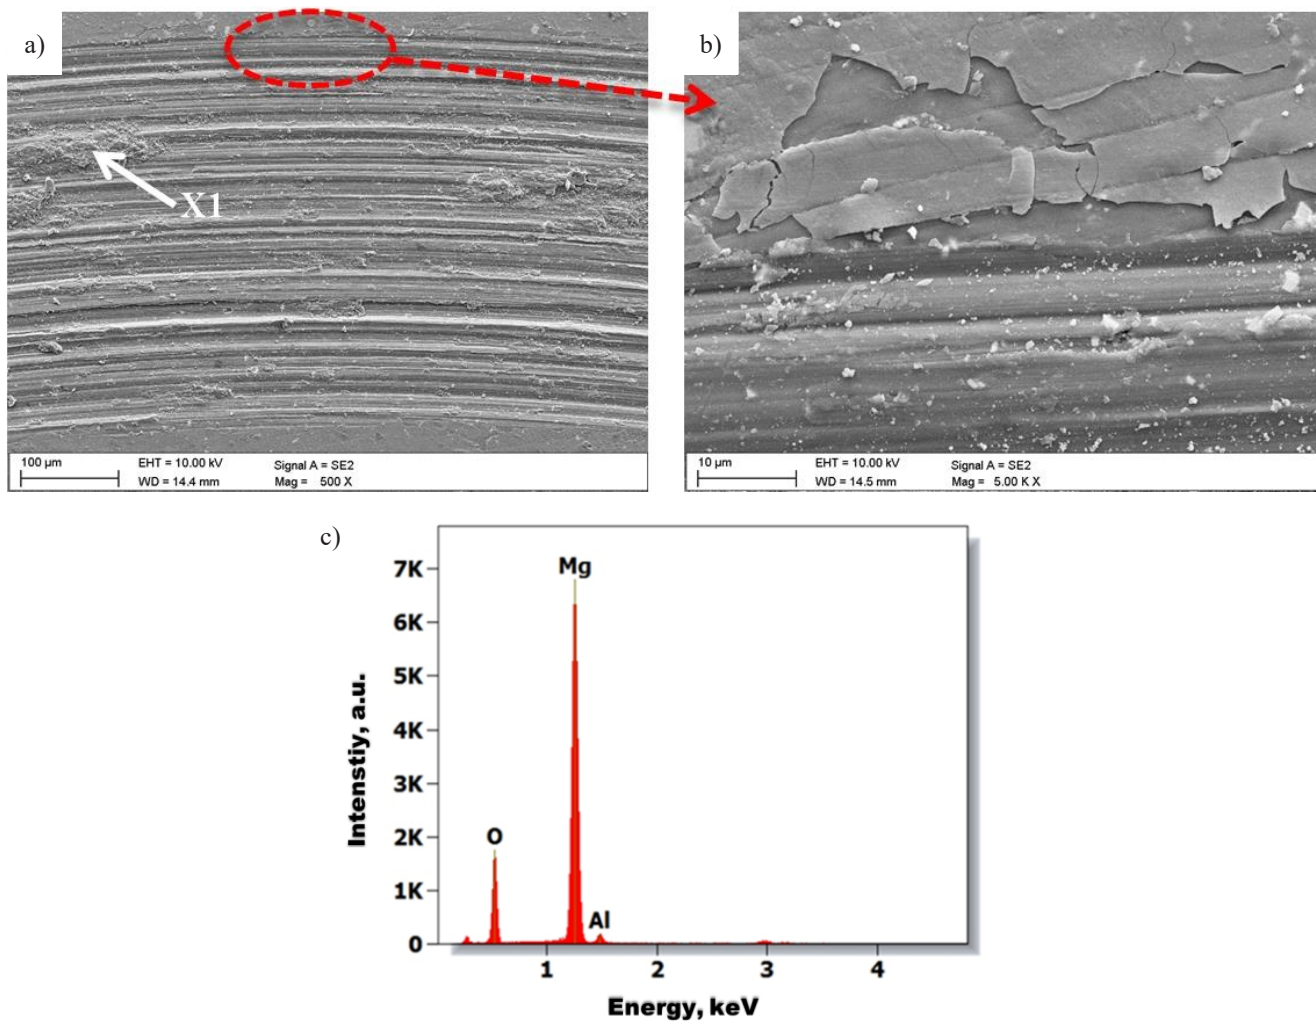 a)
X1
100 µm
EHT = 10.00 kV
Signal A = SE2
WD = 14.4 mm
Mag = 500 X
b)
10 µm
EHT = 10.00 kV
Signal A = SE2
WD = 14.5 mm
Mag = 5.00 K X
c)
Mg
7K
6K
5K
4K
3K
2K
1K
0
O
Al
1 2 3 4
Intenstiy, a.u.
Energy, keV